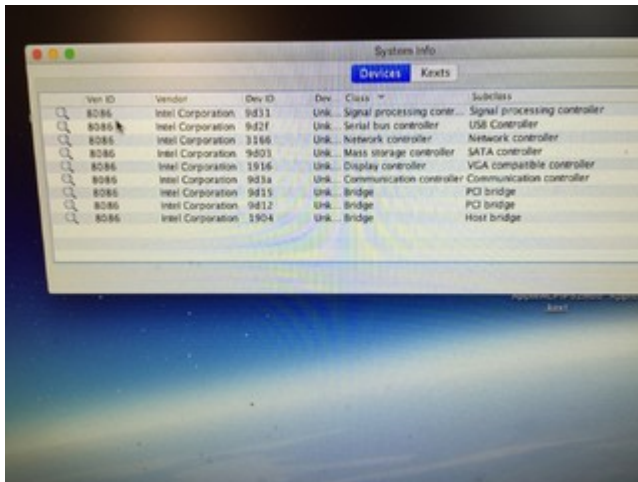 System Info
Devices Kexts
Ven ID Vendor Dev ID Dev Class Subclass
8086 Intel Corporation 9d31 Unk... Signal processing contr... Signal processing controller
8086 Intel Corporation 9d2f Unk... Serial bus controller USB Controller
8086 Intel Corporation 3166 Unk... Network controller Network controller
8086 Intel Corporation 9d03 Unk... Mass storage controller SATA controller
8086 Intel Corporation 1916 Unk... Display controller VGA compatible controller
8086 Intel Corporation 9d3a Unk... Communication controller Communication controller
8086 Intel Corporation 9d15 Unk... Bridge PCI bridge
8086 Intel Corporation 9d12 Unk... Bridge PCI bridge
8086 Intel Corporation 1904 Unk... Bridge Host bridge
.kext